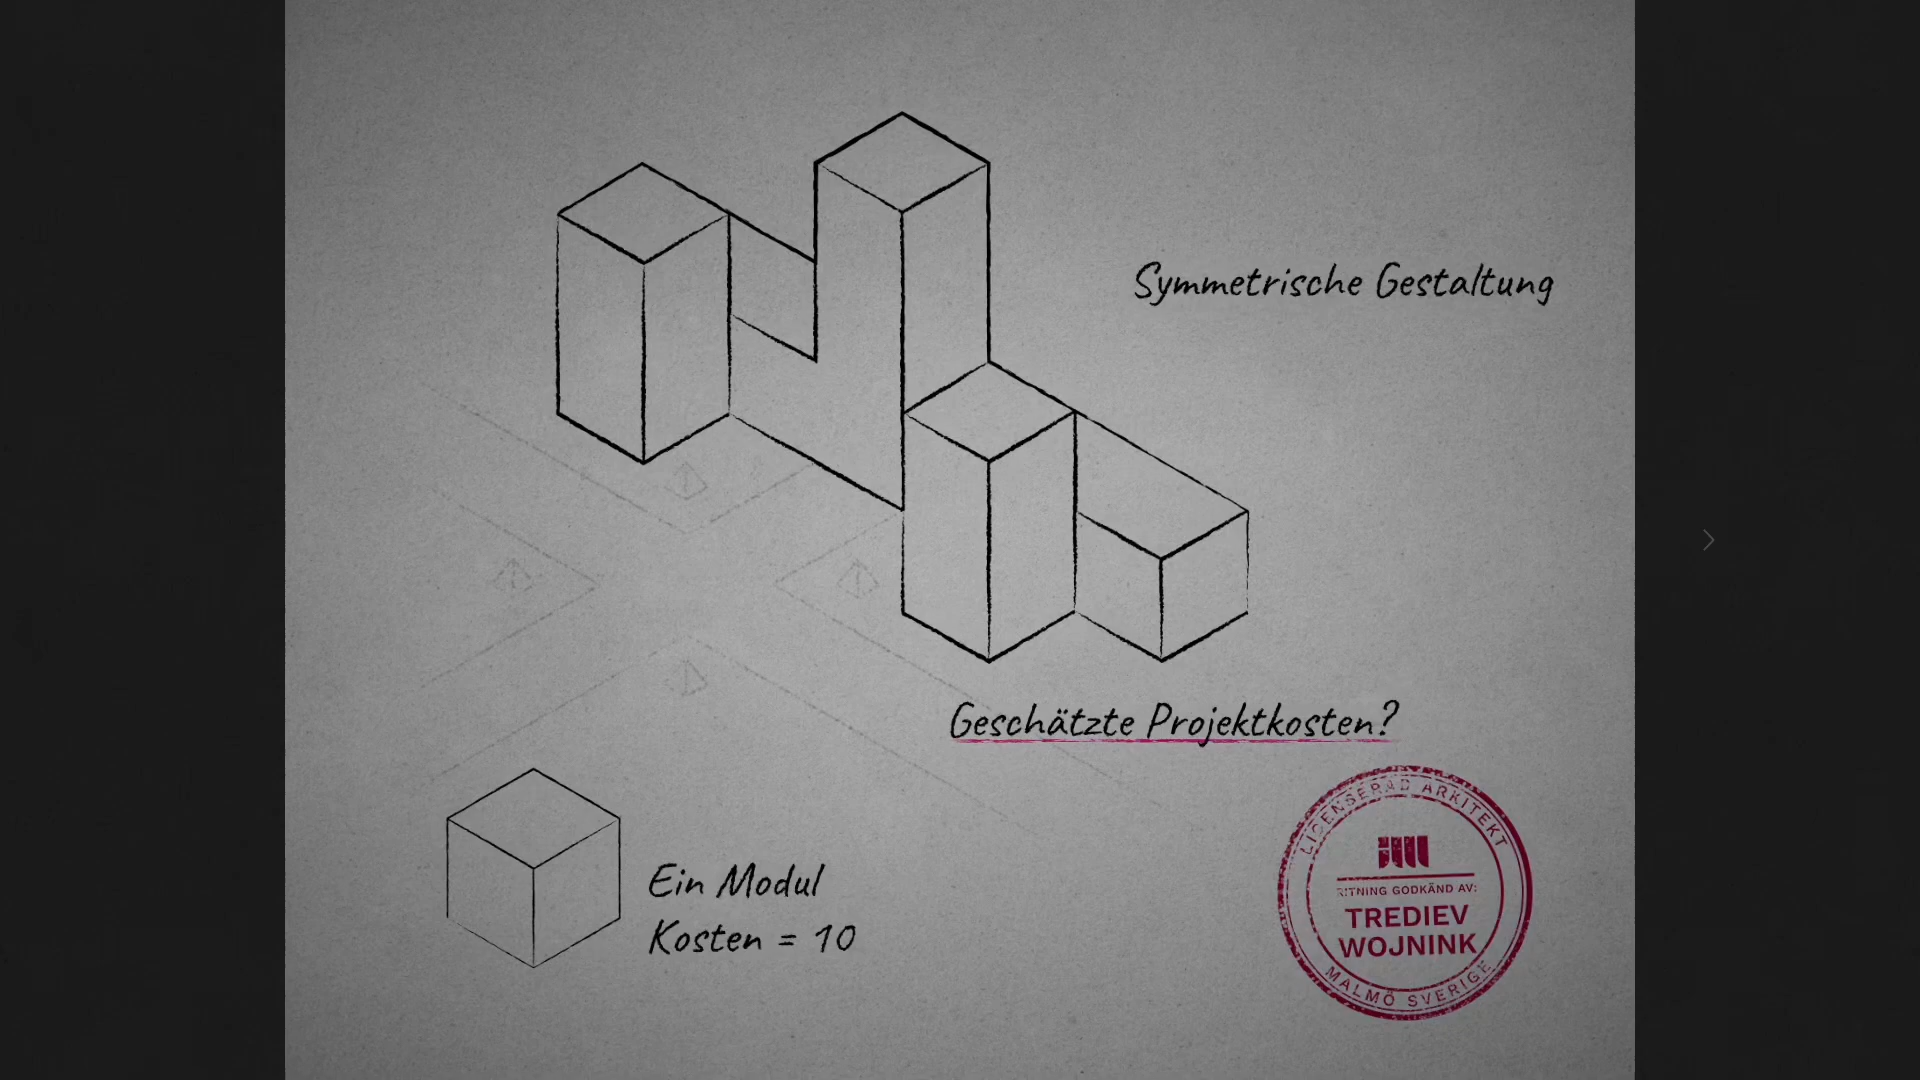 Symmetrische Gestaltung
Geschätzte Projektkosten?
Ein Modul
Kosten = 10
LICENSERAD ARKITEKT
RITNING GODKÄND AV:
TREDIEV
WOJNINK
MALMÖ SVERIGE